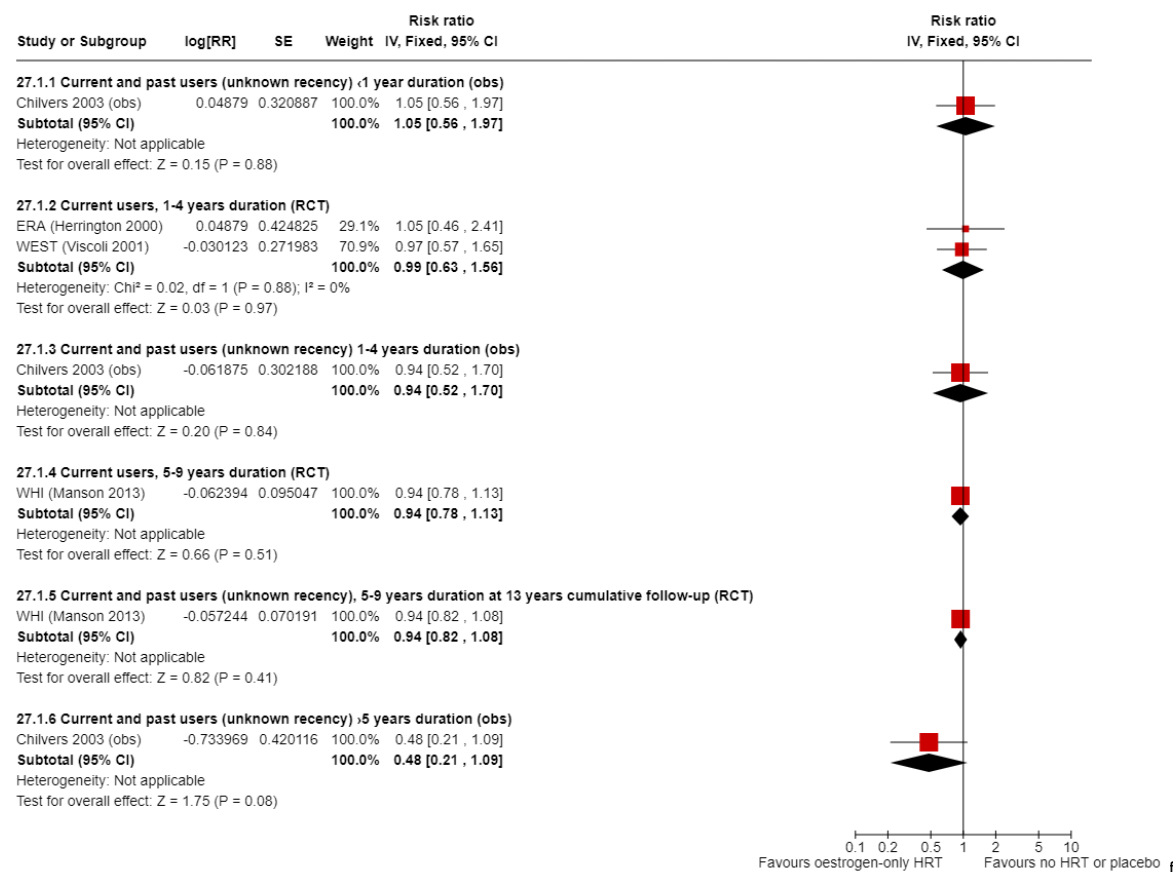 Risk ratio Risk ratio
Study or Subgroup log[RR] SE Weight IV, Fixed, 95% CI IV, Fixed, 95% CI
27.1.1 Current and past users (unknown recency) ‹1 year duration (obs)
Chilvers 2003 (obs) 0.04879 0.320887 100.0% 1.05 [0.56 , 1.97]
Subtotal (95% CI) 100.0% 1.05 [0.56 , 1.97]
Heterogeneity: Not applicable
Test for overall effect: Z = 0.15 (P = 0.88)
27.1.2 Current users, 1-4 years duration (RCT)
ERA (Herrington 2000) 0.04879 0.424825 29.1% 1.05 [0.46 , 2.41]
WEST (Viscoli 2001) -0.030123 0.271983 70.9% 0.97 [0.57 , 1.65]
Subtotal (95% CI) 100.0% 0.99 [0.63 , 1.56]
Heterogeneity: Chi² = 0.02, df = 1 (P = 0.88); I² = 0%
Test for overall effect: Z = 0.03 (P = 0.97)
27.1.3 Current and past users (unknown recency) 1-4 years duration (obs)
Chilvers 2003 (obs) -0.061875 0.302188 100.0% 0.94 [0.52 , 1.70]
Subtotal (95% CI) 100.0% 0.94 [0.52 , 1.70]
Heterogeneity: Not applicable
Test for overall effect: Z = 0.20 (P = 0.84)
27.1.4 Current users, 5-9 years duration (RCT)
WHI (Manson 2013) -0.062394 0.095047 100.0% 0.94 [0.78 , 1.13]
Subtotal (95% CI) 100.0% 0.94 [0.78 , 1.13]
Heterogeneity: Not applicable
Test for overall effect: Z = 0.66 (P = 0.51)
27.1.5 Current and past users (unknown recency), 5-9 years duration at 13 years cumulative follow-up (RCT)
WHI (Manson 2013) -0.057244 0.070191 100.0% 0.94 [0.82 , 1.08]
Subtotal (95% CI) 100.0% 0.94 [0.82 , 1.08]
Heterogeneity: Not applicable
Test for overall effect: Z = 0.82 (P = 0.41)
27.1.6 Current and past users (unknown recency) ›5 years duration (obs)
Chilvers 2003 (obs) -0.733969 0.420116 100.0% 0.48 [0.21 , 1.09]
Subtotal (95% CI) 100.0% 0.48 [0.21 , 1.09]
Heterogeneity: Not applicable
Test for overall effect: Z = 1.75 (P = 0.08)
0.1 0.2 0.5 1 2 5 10
Favours oestrogen-only HRT Favours no HRT or placebo f